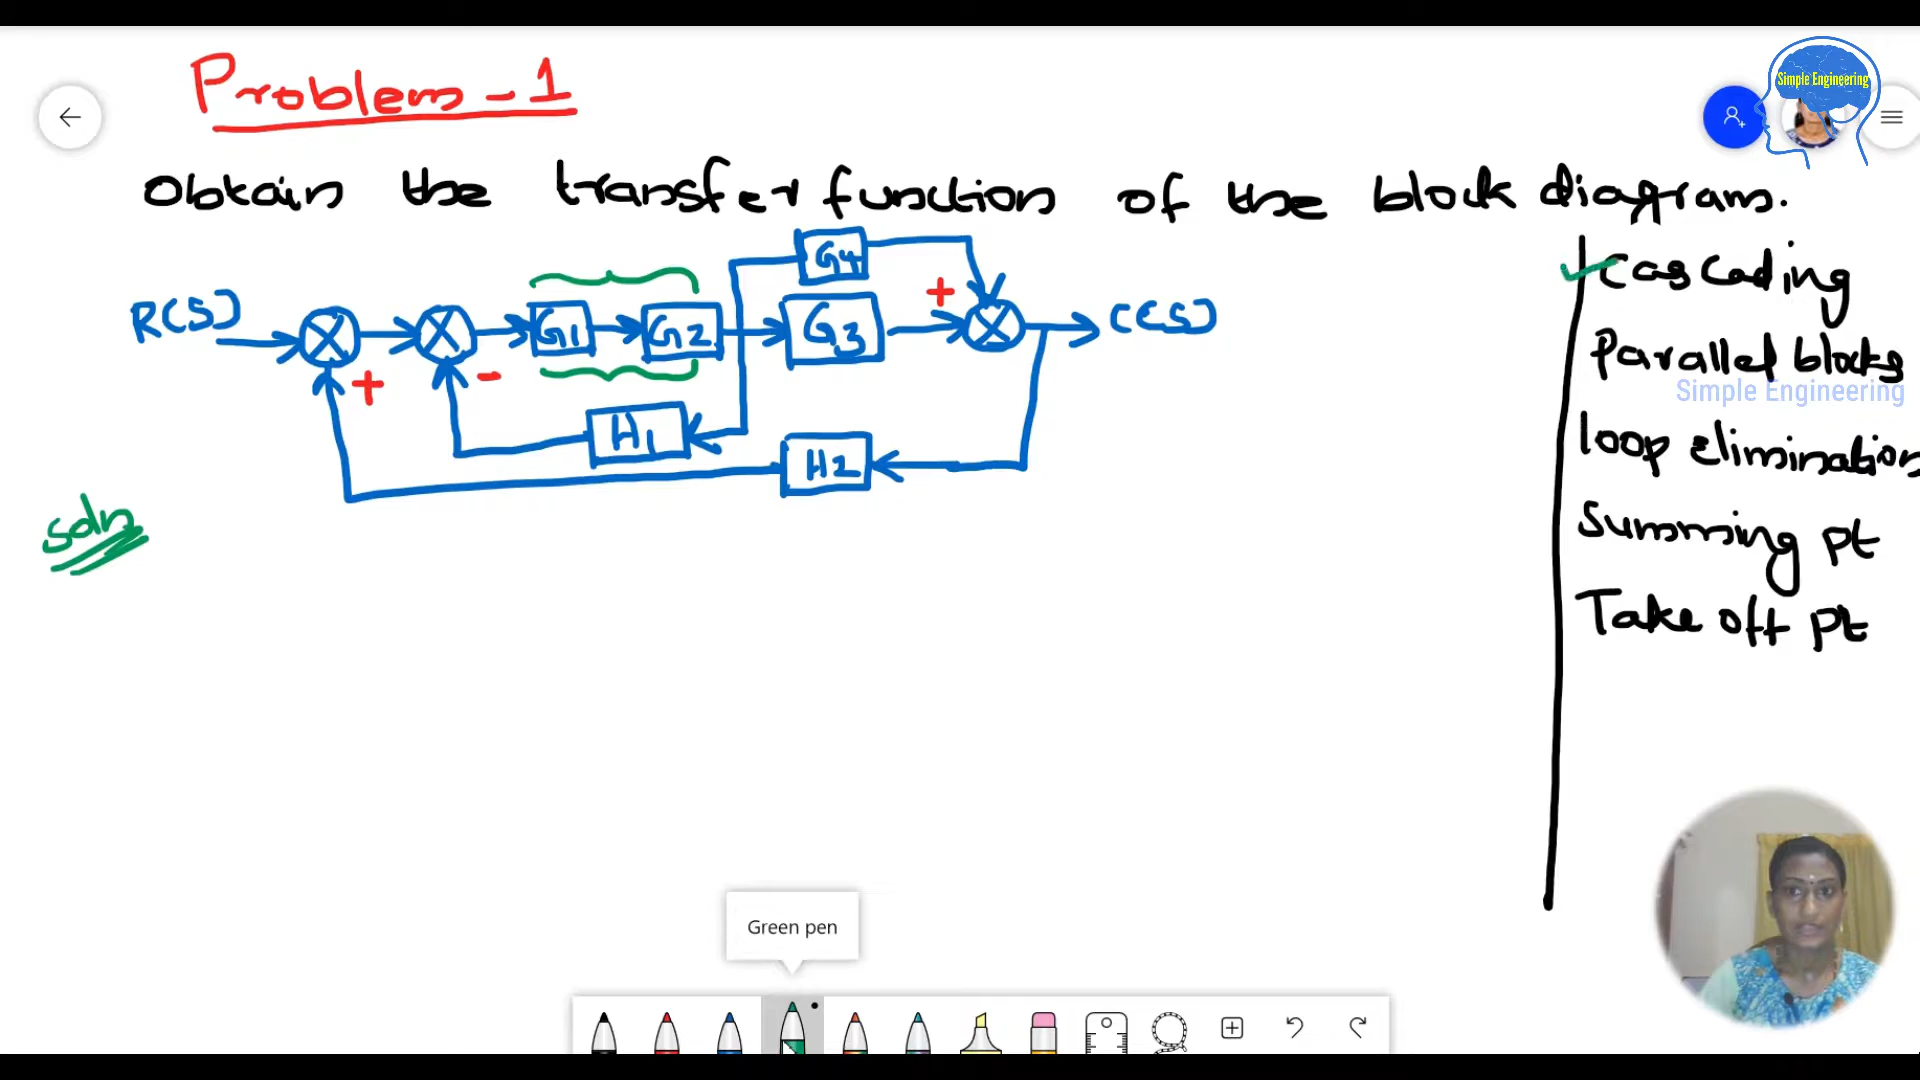 Problem - 1
Simple Engineering
Obtain the transfer function of the block diagram.
G4
R(S)
G1
G2
G3
+
C(S)
+
-
H1
H2
Soln
Cascading
Parallel blocks
Simple Engineering
loop elimination
Summing pt
Take off pt
Green pen